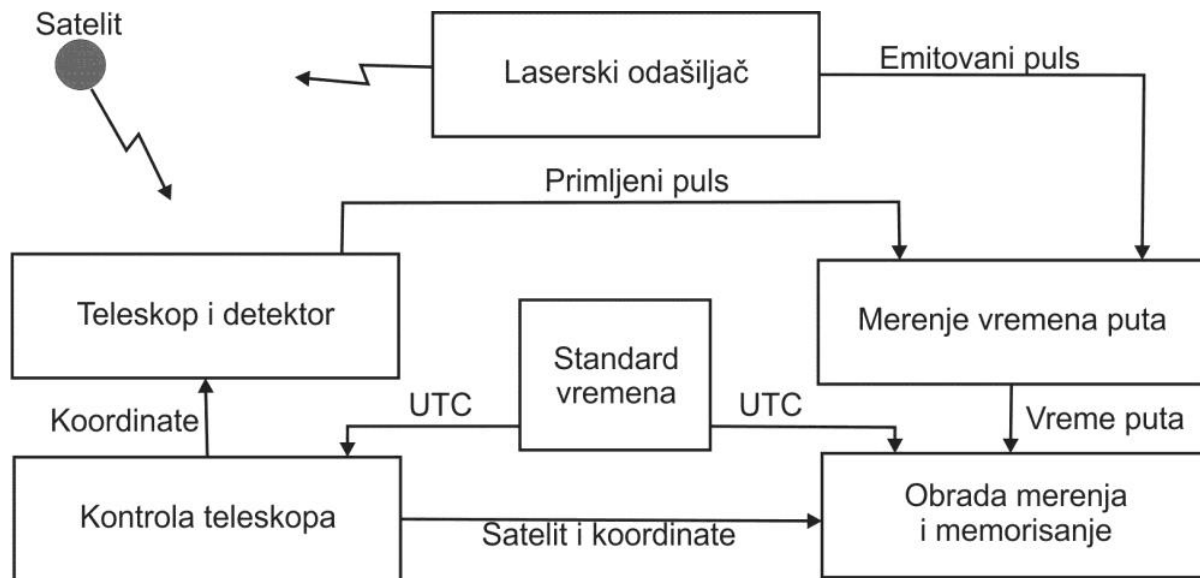 Satelit
Laserski odašiljač
Emitovani puls
Primljeni puls
Teleskop i detektor
Merenje vremena puta
Standard
vremena
Koordinate
UTC
UTC
Vreme puta
Kontrola teleskopa
Satelit i koordinate
Obrada merenja
i memorisanje